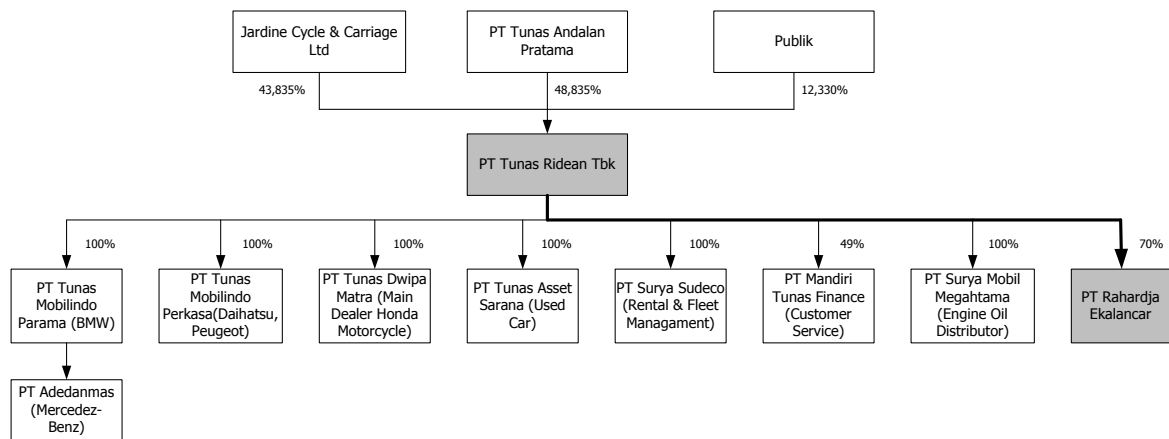 Jardine Cycle & Carriage
Ltd
PT Tunas Andalan
Pratama
Publik
43,835%
48,835%
12,330%
PT Tunas Ridean Tbk
100%
100%
100%
100%
100%
49%
100%
70%
PT Tunas
Mobilindo
Parama (BMW)
PT Tunas
Mobilindo
Perkasa(Daihatsu,
Peugeot)
PT Tunas Dwipa
Matra (Main
Dealer Honda
Motorcycle)
PT Tunas Asset
Sarana (Used
Car)
PT Surya Sudeco
(Rental & Fleet
Managament)
PT Mandiri
Tunas Finance
(Customer
Service)
PT Surya Mobil
Megahtama
(Engine Oil
Distributor)
PT Rahardja
Ekalancar
PT Adedanmas
(Mercedez-
Benz)